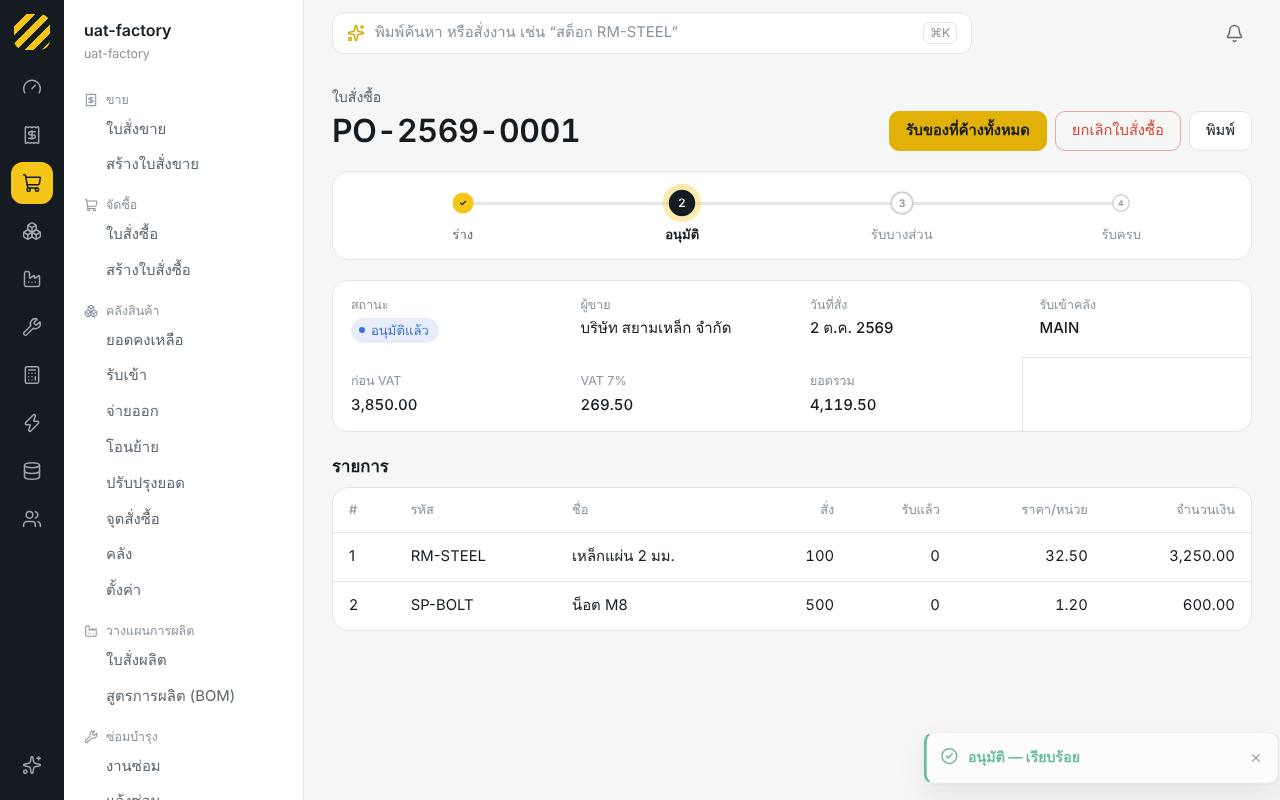 uat-factory
uat-factory
ขาย
ใบสั่งขาย
สร้างใบสั่งขาย
จัดซื้อ
ใบสั่งซื้อ
สร้างใบสั่งซื้อ
คลังสินค้า
ยอดคงเหลือ
รับเข้า
จ่ายออก
โอนย้าย
ปรับปรุงยอด
จุดสั่งซื้อ
คลัง
ตั้งค่า
วางแผนการผลิต
ใบสั่งผลิต
สูตรการผลิต (BOM)
ซ่อมบำรุง
งานซ่อม
แจ้งซ่อม
พิมพ์ค้นหา หรือสั่งงาน เช่น “สต็อก RM-STEEL” ⌘K
ใบสั่งซื้อ
PO-2569-0001
รับของที่ค้างทั้งหมด ยกเลิกใบสั่งซื้อ พิมพ์
2 3 4
ร่าง อนุมัติ รับบางส่วน รับครบ
สถานะ ผู้ขาย วันที่สั่ง รับเข้าคลัง
อนุมัติแล้ว บริษัท สยามเหล็ก จำกัด 2 ต.ค. 2569 MAIN
ก่อน VAT VAT 7% ยอดรวม
3,850.00 269.50 4,119.50
รายการ
# รหัส ชื่อ สั่ง รับแล้ว ราคา/หน่วย จำนวนเงิน
1 RM-STEEL เหล็กแผ่น 2 มม. 100 0 32.50 3,250.00
2 SP-BOLT น็อต M8 500 0 1.20 600.00
อนุมัติ — เรียบร้อย